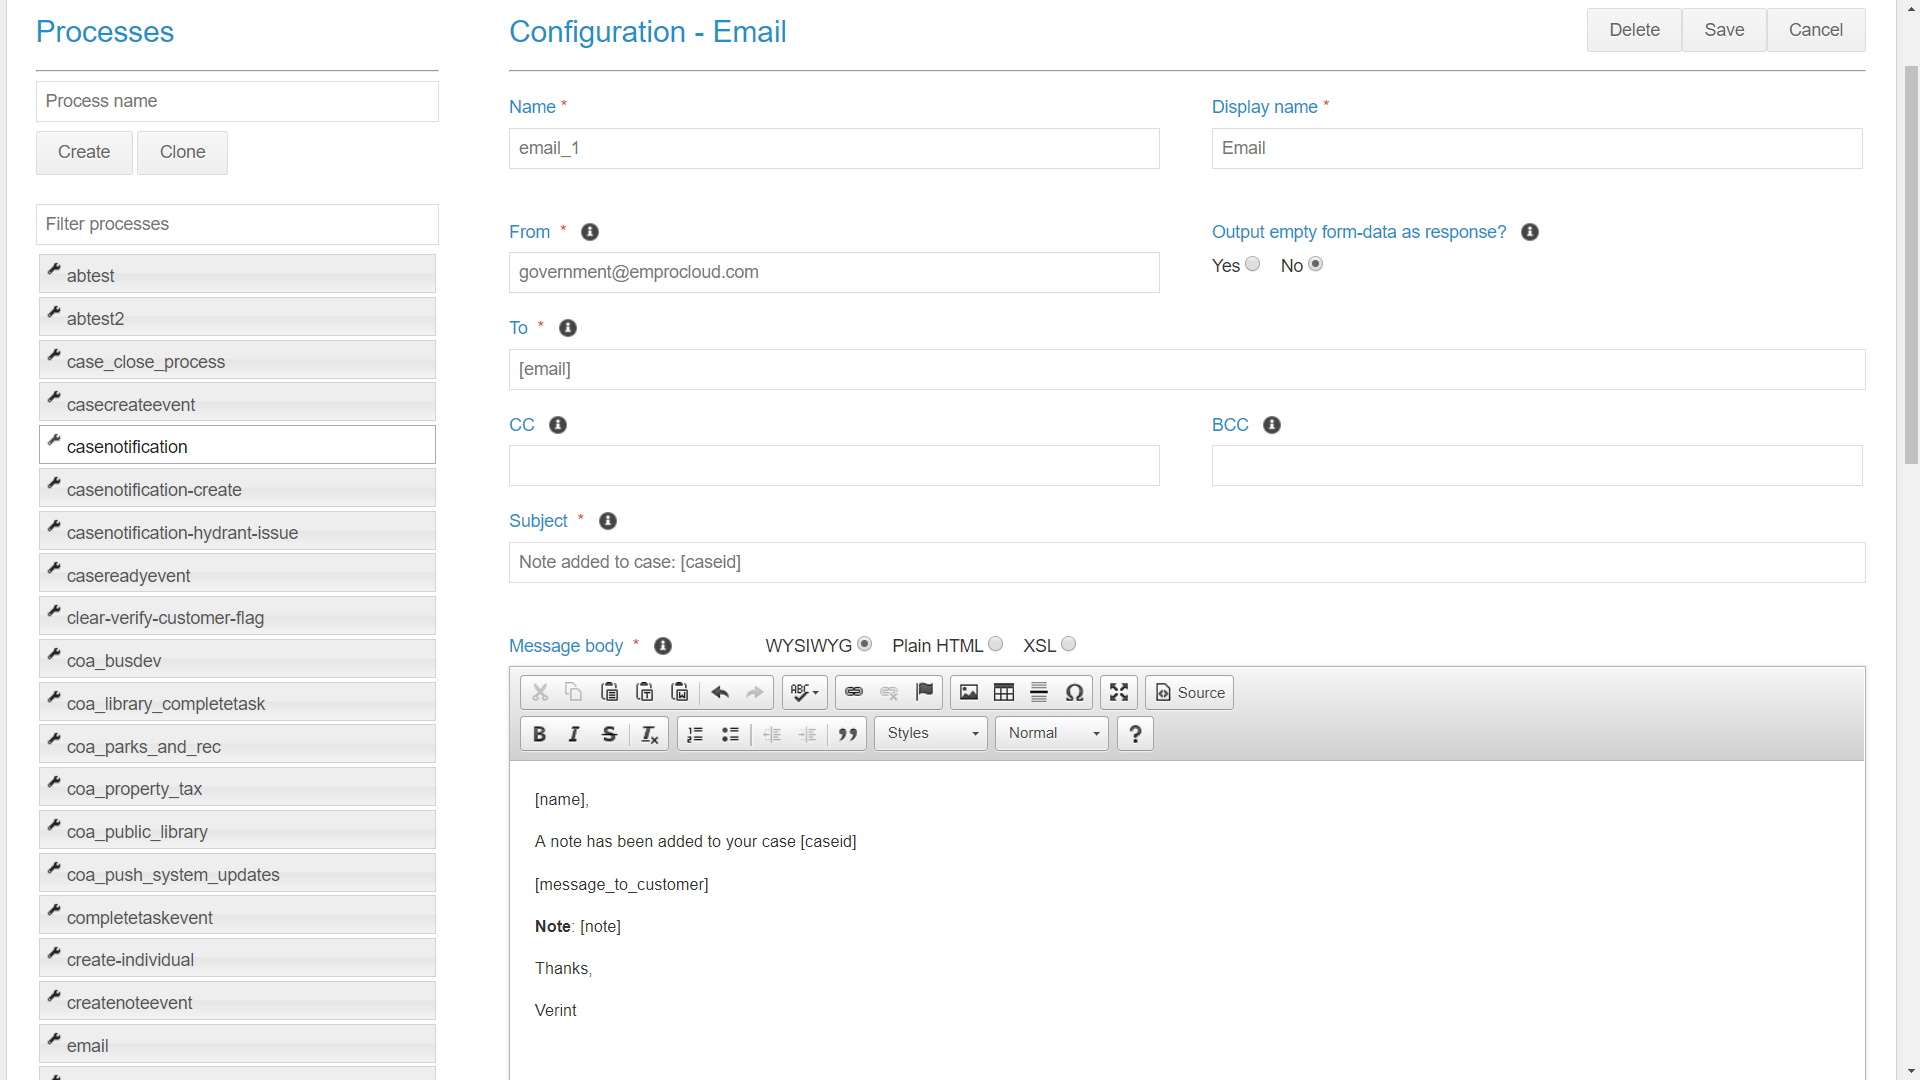 Processes
Process name
Create
Clone
Filter processes
abtest
abtest2
case_close_process
casecreateevent
casenotification
casenotification-create
casenotification-hydrant-issue
casereadyevent
clear-verify-customer-flag
coa_busdev
coa_library_completetask
coa_parks_and_rec
coa_property_tax
coa_public_library
coa_push_system_updates
completetaskevent
create-individual
createnoteevent
email
Configuration - Email
Delete
Save
Cancel
Name *
Display name *
email_1
Email
From *
Output empty form-data as response?
government@emprocloud.com
Yes No
To *
[email]
CC
BCC
Subject *
Note added to case: [caseid]
Message body *
WYSIWYG Plain HTML XSL
ABC
Ω
Source
B I S Tx
Styles
Normal
?
[name],
A note has been added to your case [caseid]
[message_to_customer]
Note: [note]
Thanks,
Verint